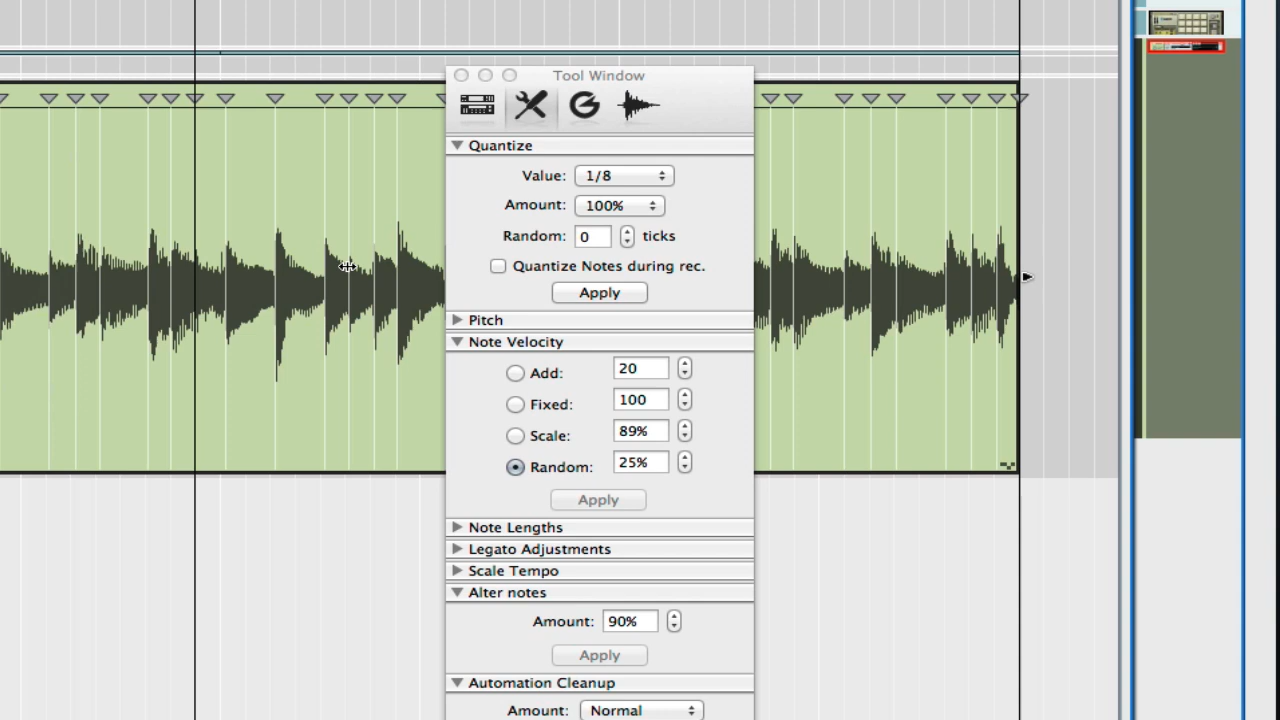 Tool Window
Quantize
Value: 1/8
Amount: 100%
Random: 0 ticks
Quantize Notes during rec.
Apply
Pitch
Note Velocity
Add: 20
Fixed: 100
Scale: 89%
Random: 25%
Apply
Note Lengths
Legato Adjustments
Scale Tempo
Alter notes
Amount: 90%
Apply
Automation Cleanup
Amount: Normal